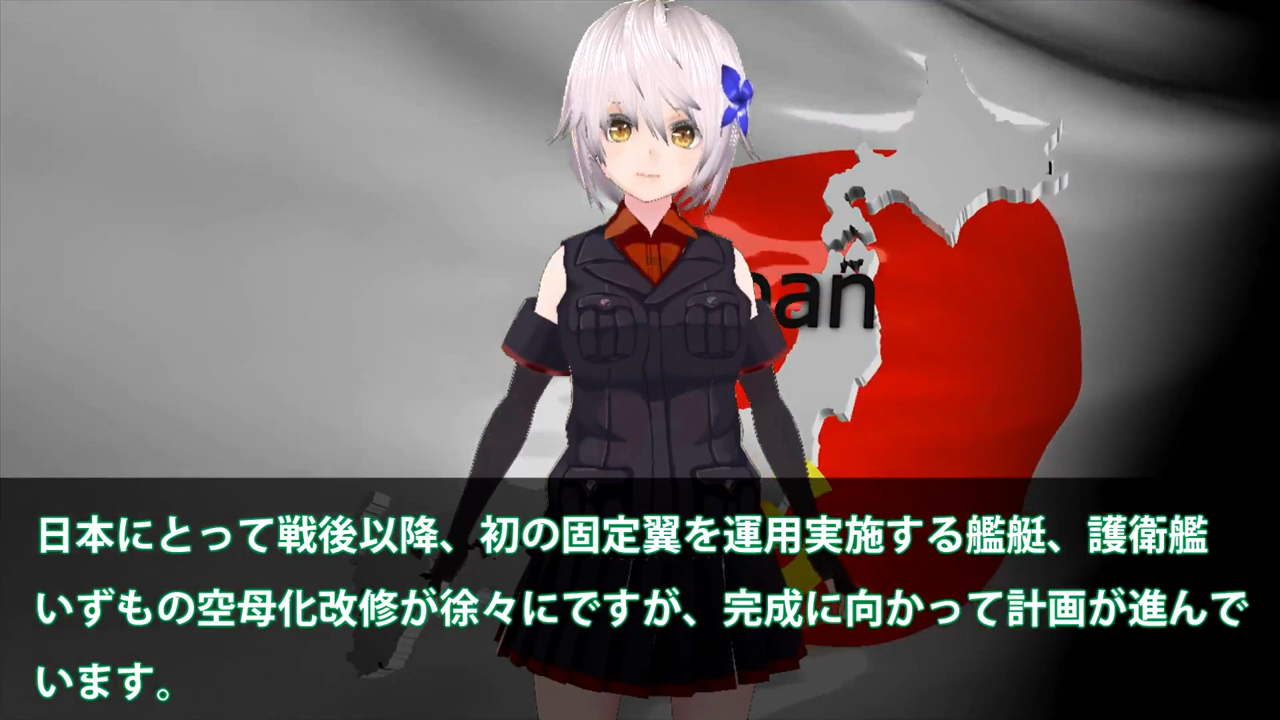 pan
日本にとって戦後以降、初の固定翼を運用実施する艦艇、護衛艦
いずもの空母化改修が徐々にですが、完成に向かって計画が進んで
います。